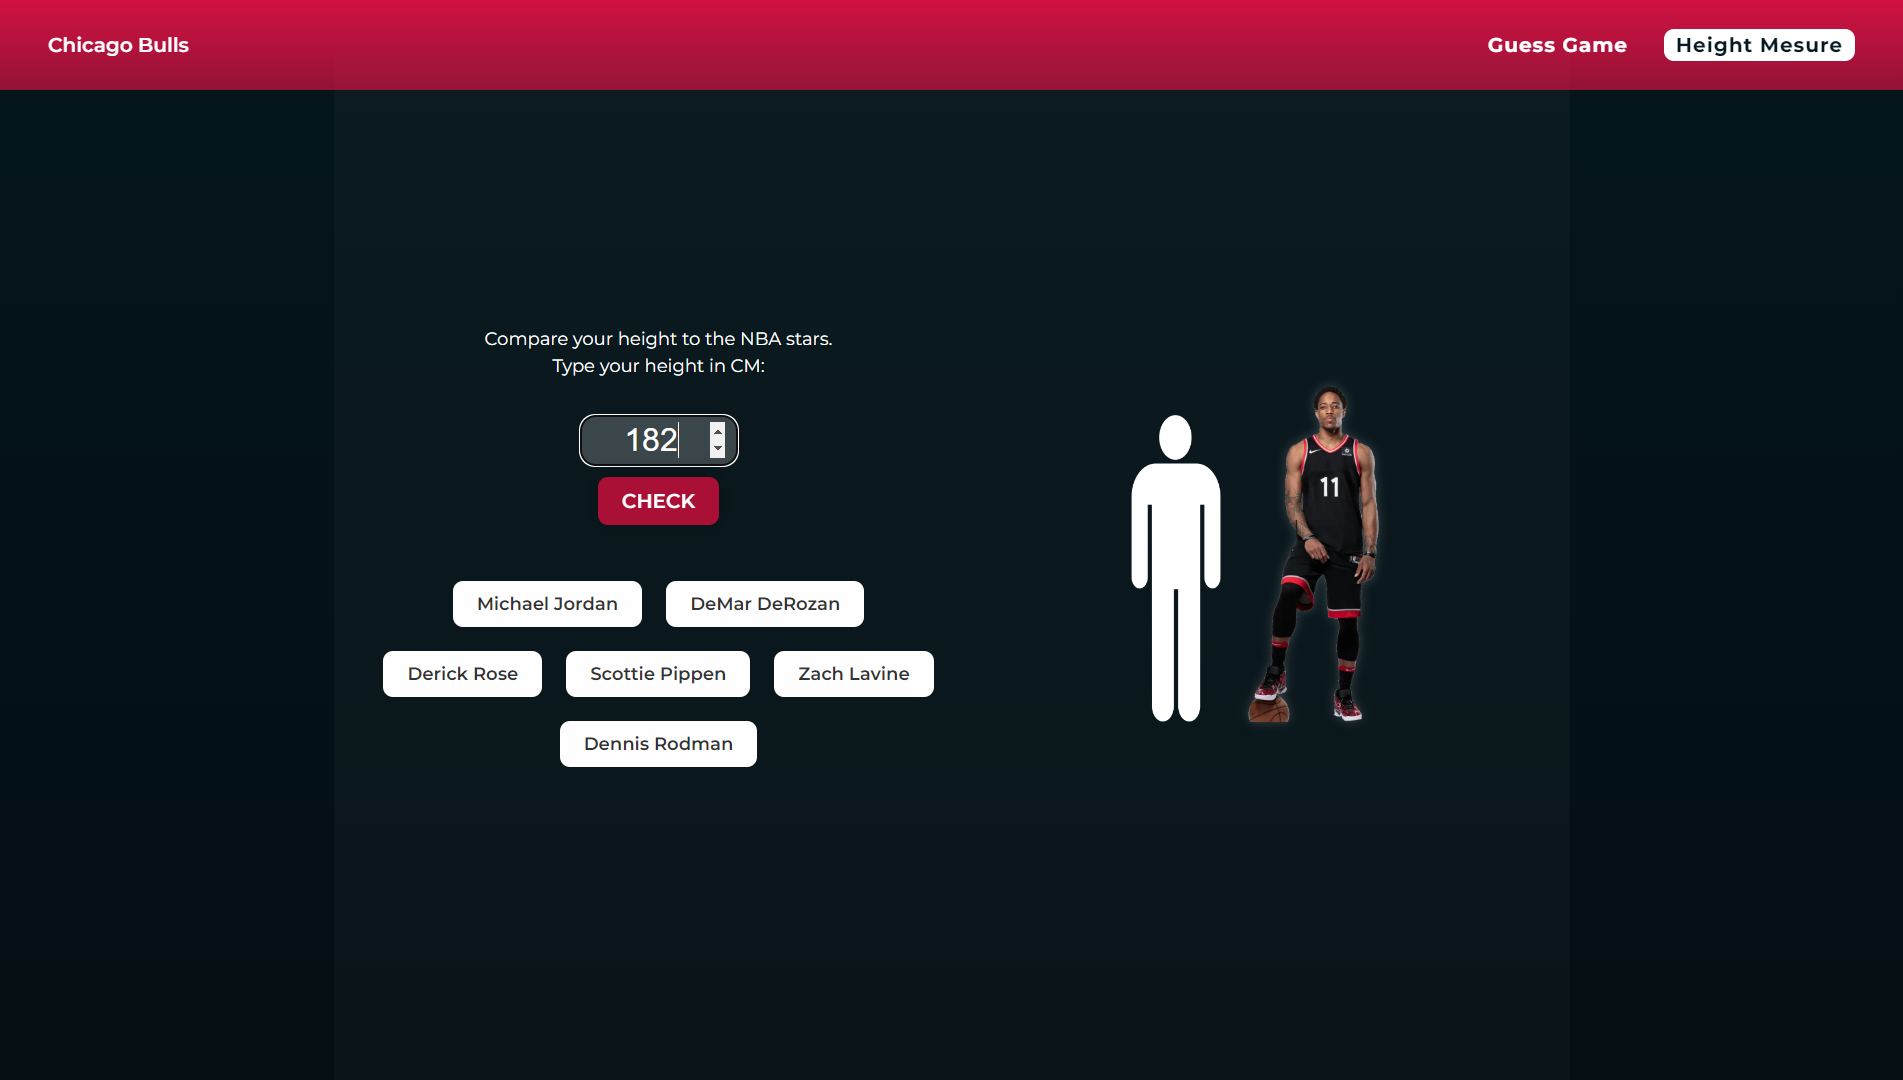 Chicago Bulls
Guess Game
Height Mesure
Compare your height to the NBA stars.
Type your height in CM:
182
CHECK
Michael Jordan
DeMar DeRozan
Derick Rose
Scottie Pippen
Zach Lavine
Dennis Rodman
11